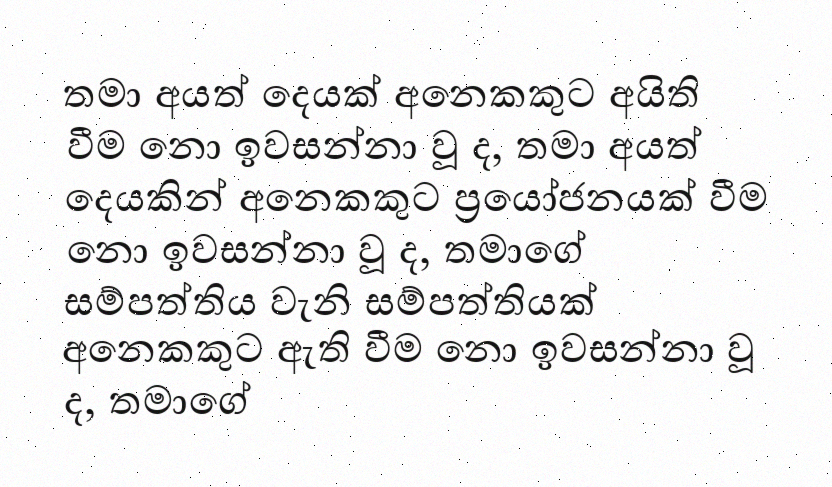 තමා අයත් දෙයක් අනෙකකුට අයිති
වීම නො ඉවසන්නා වූ ද, තමා අයත්
දෙයකින් අනෙකකුට ප්‍රයෝජනයක් වීම
නො ඉවසන්නා වූ ද, තමාගේ
සම්පත්තිය වැනි සම්පත්තියක්
අනෙකකුට ඇති වීම නො ඉවසන්නා වූ
ද, තමාගේ